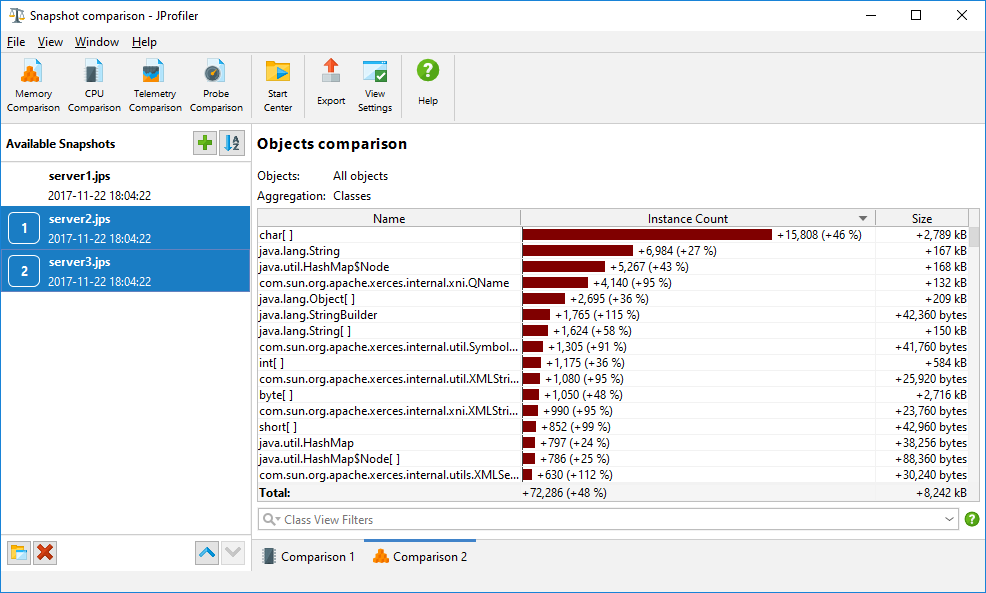 Snapshot comparison - JProfiler
File View Window Help
Memory Comparison
CPU Comparison
Telemetry Comparison
Probe Comparison
Start Center
Export
View Settings
Help
Available Snapshots
server1.jps
2017-11-22 18:04:22
1
server2.jps
2017-11-22 18:04:22
2
server3.jps
2017-11-22 18:04:22
Objects comparison
Objects: All objects
Aggregation: Classes
Name Instance Count Size
char[ ] +15,808 (+46 %) +2,789 kB
java.lang.String +6,984 (+27 %) +167 kB
java.util.HashMap$Node +5,267 (+43 %) +168 kB
com.sun.org.apache.xerces.internal.xni.QName +4,140 (+95 %) +132 kB
java.lang.Object[ ] +2,695 (+36 %) +209 kB
java.lang.StringBuilder +1,765 (+115 %) +42,360 bytes
java.lang.String[ ] +1,624 (+58 %) +150 kB
com.sun.org.apache.xerces.internal.util.Symbol... +1,305 (+91 %) +41,760 bytes
int[ ] +1,175 (+36 %) +584 kB
com.sun.org.apache.xerces.internal.util.XMLStri... +1,080 (+95 %) +25,920 bytes
byte[ ] +1,050 (+48 %) +2,716 kB
com.sun.org.apache.xerces.internal.xni.XMLStri... +990 (+95 %) +23,760 bytes
short[ ] +852 (+99 %) +42,960 bytes
java.util.HashMap +797 (+24 %) +38,256 bytes
java.util.HashMap$Node[ ] +786 (+25 %) +88,360 bytes
com.sun.org.apache.xerces.internal.utils.XMLSe... +630 (+112 %) +30,240 bytes
Total: +72,286 (+48 %) +8,242 kB
Class View Filters
Comparison 1
Comparison 2